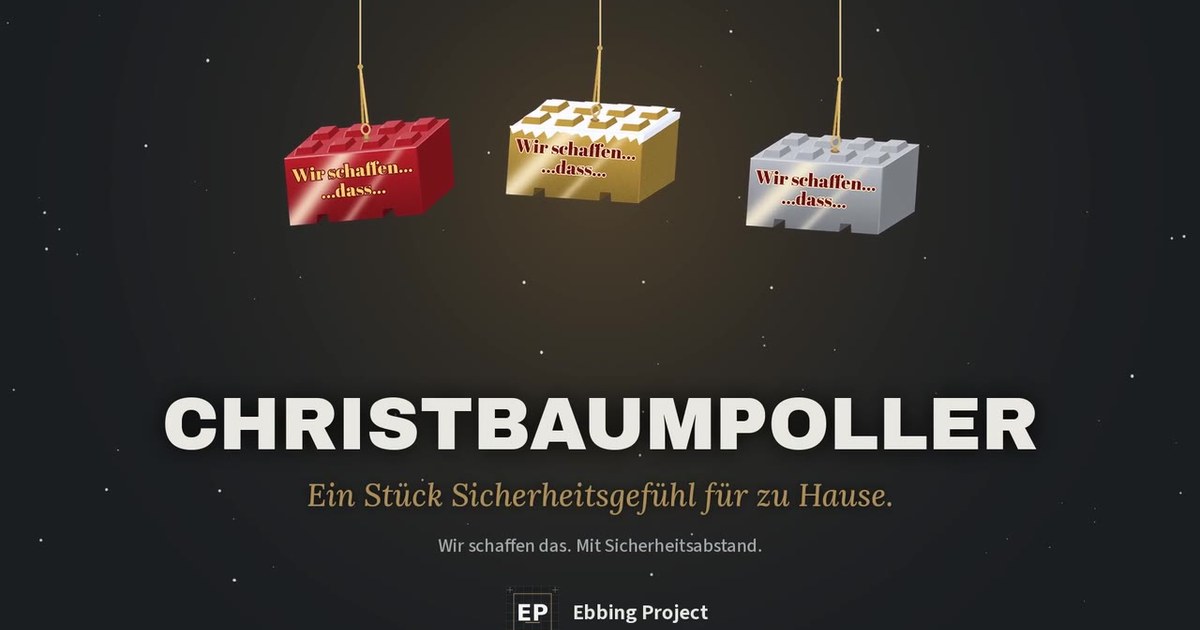 Wir schaffen...
...dass...
Wir schaffen...
...dass...
Wir schaffen...
...dass...
CHRISTBAUMPOLLER
Ein Stück Sicherheitsgefühl für zu Hause.
Wir schaffen das. Mit Sicherheitsabstand.
EP Ebbing Project